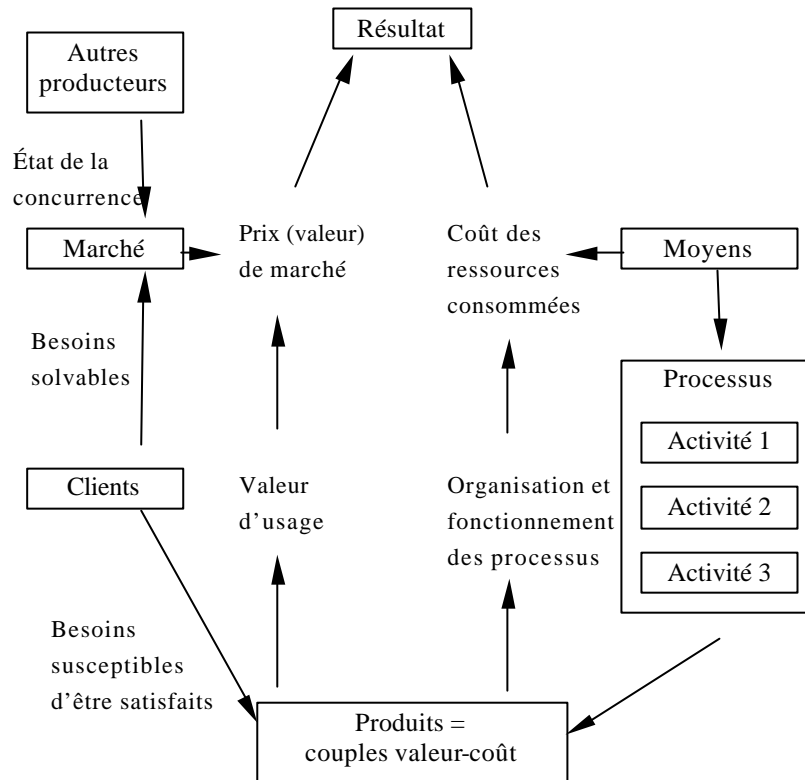 Résultat
Autres
producteurs
État de la
concurrence
Marché
Prix (valeur)
de marché
Coût des
ressources
consommées
Moyens
Besoins
solvables
Processus
Activité 1
Clients
Valeur
d’usage
Organisation et
fonctionnement
des processus
Activité 2
Activité 3
Besoins
susceptibles
d’être satisfaits
Produits =
couples valeur-coût